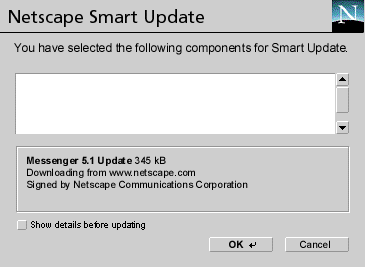 Netscape Smart Update
N
You have selected the following components for Smart Update.
Messenger 5.1 Update 345 kB
Downloading from www.netscape.com
Signed by Netscape Communications Corporation
Show details before updating
OK ↵
Cancel